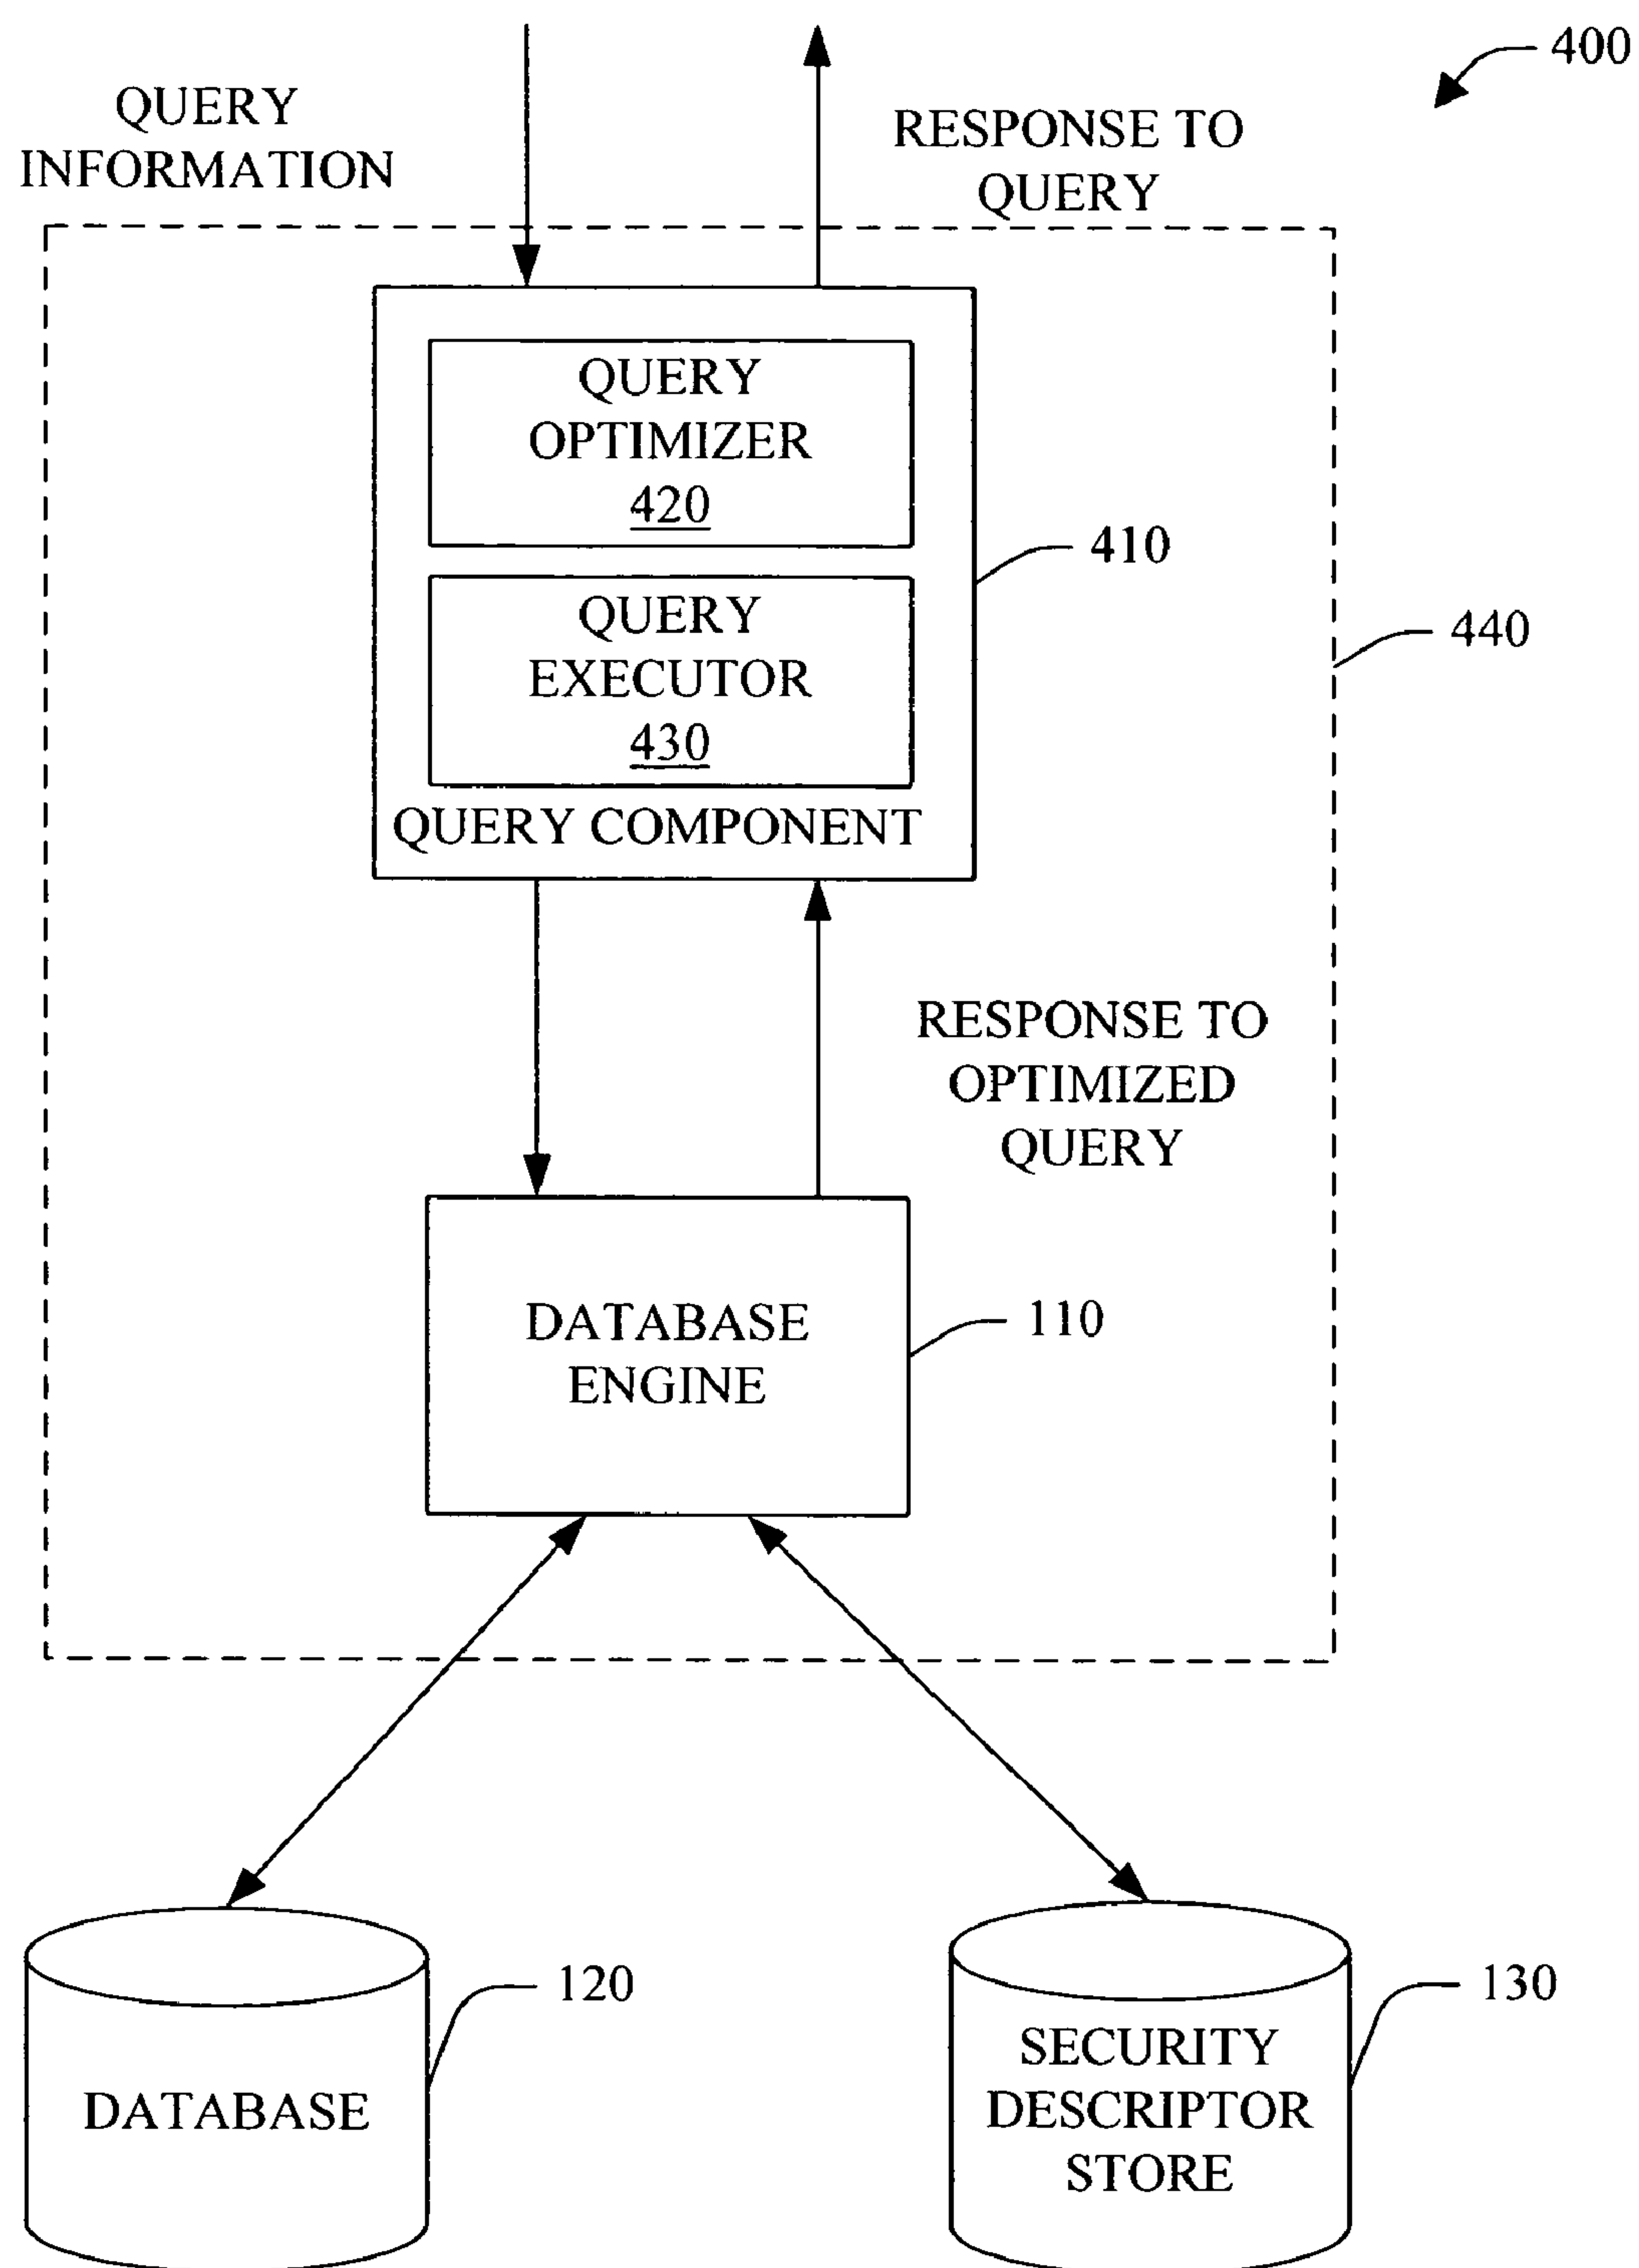 400
QUERY
INFORMATION
RESPONSE TO
QUERY
QUERY
OPTIMIZER
420
410
QUERY
EXECUTOR
430
440
QUERY COMPONENT
RESPONSE TO
OPTIMIZED
QUERY
DATABASE
ENGINE
110
120
DATABASE
130
SECURITY
DESCRIPTOR
STORE